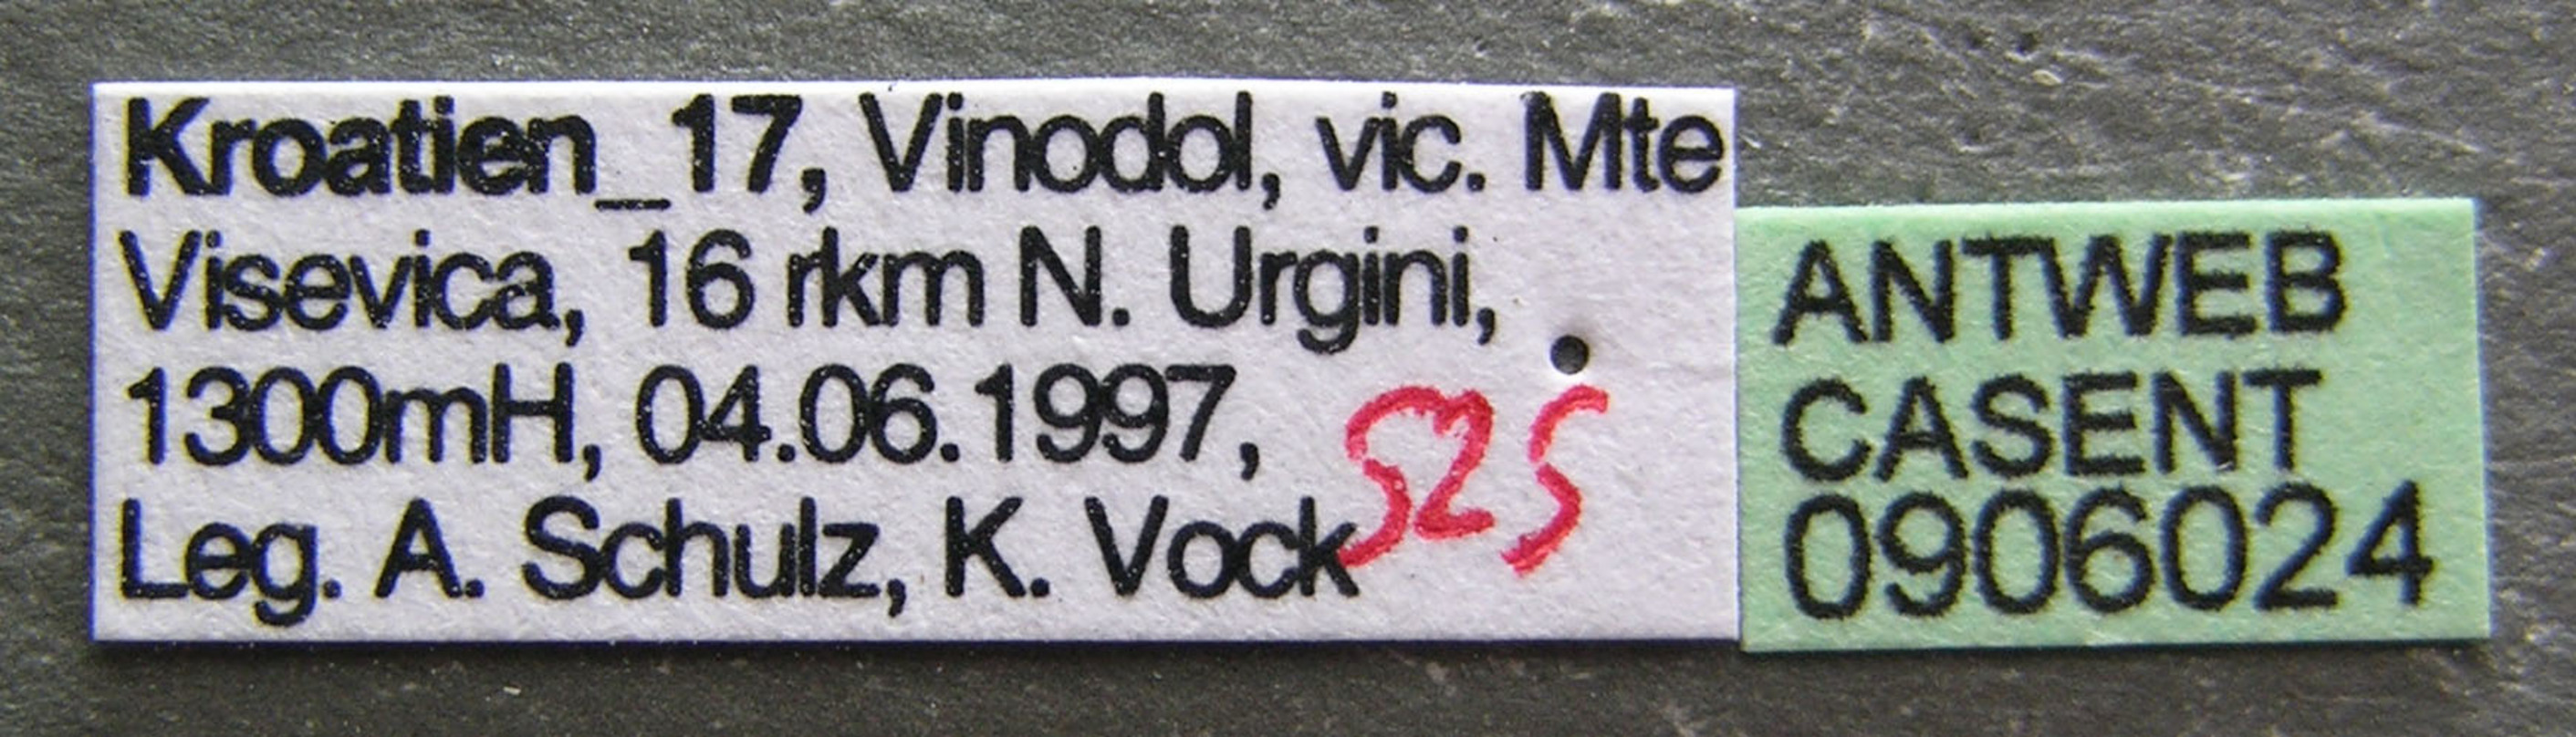 Kroatien_17, Vinodol, vic. Mte
Visevica, 16 rkm N. Urgini,
1300mH, 04.06.1997,
Leg. A. Schulz, K. Vock
525
ANTWEB
CASENT
0906024